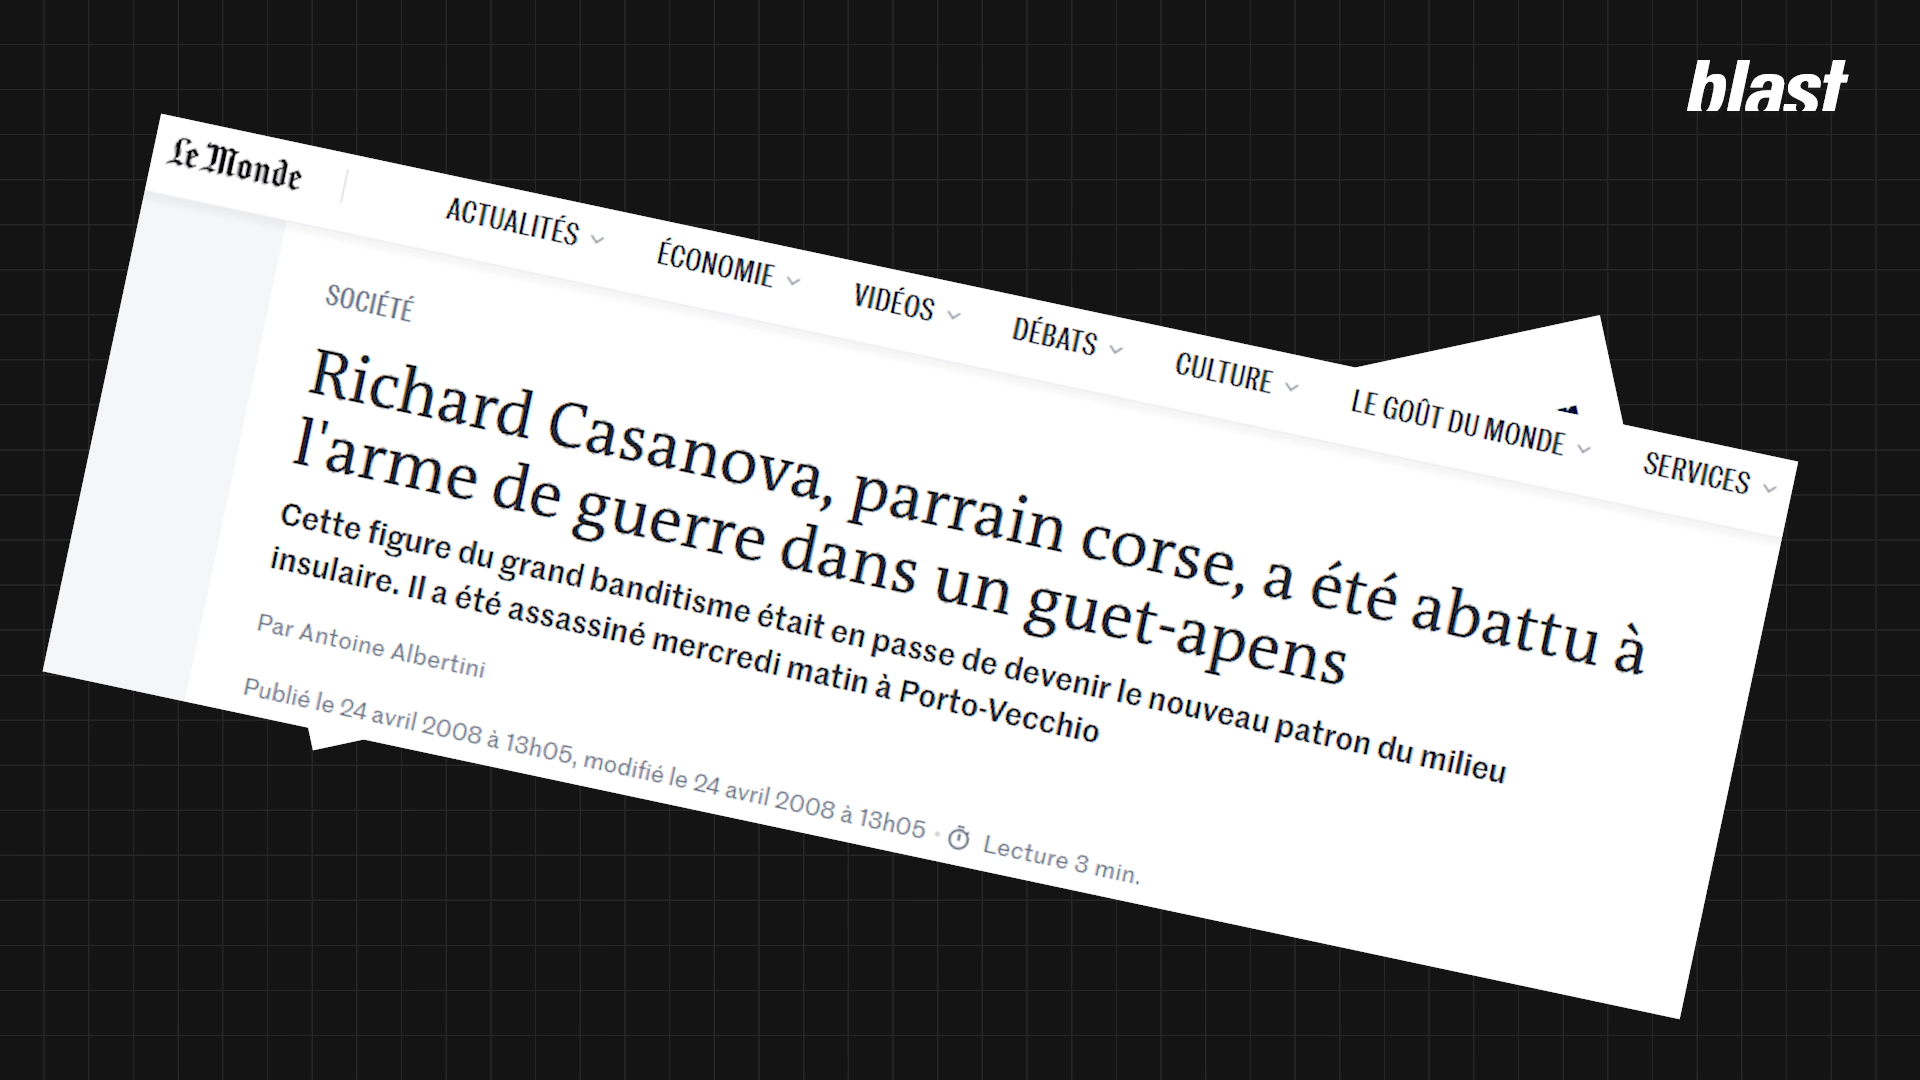 blast
Le Monde
ACTUALITÉS
ÉCONOMIE
VIDÉOS
DÉBATS
CULTURE
LE GOÛT DU MONDE
SERVICES
SOCIÉTÉ
Richard Casanova, parrain corse, a été abattu à
l'arme de guerre dans un guet-apens
Cette figure du grand banditisme était en passe de devenir le nouveau patron du milieu
insulaire. Il a été assassiné mercredi matin à Porto-Vecchio
Par Antoine Albertini
Publié le 24 avril 2008 à 13h05, modifié le 24 avril 2008 à 13h05 • Lecture 3 min.